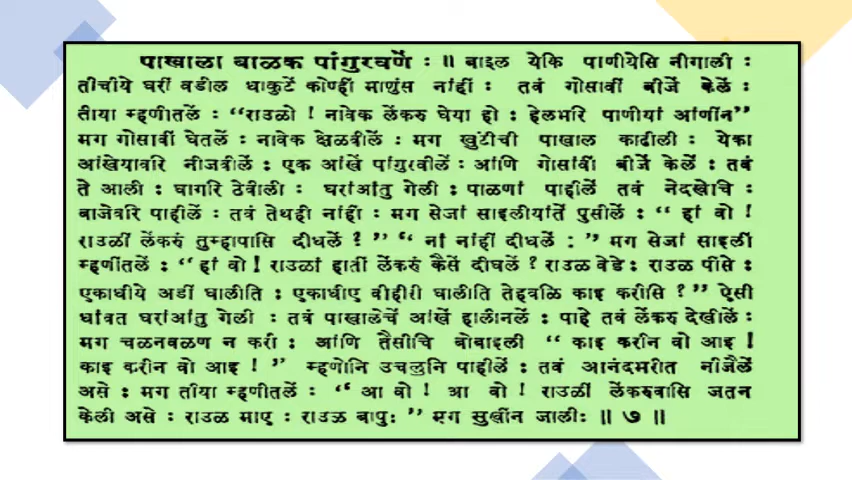 पाखाला बाळक पांगुरवणें : ॥ बाइल येकि पाणीयेसि नीगाली :
तीचीये घरीं वडील धाकुटें कोण्हीं माणुंस नांहीं : तवं गोसावीं बीजें केलें :
तीया म्हणीतलें : “राउळो ! नावेक लेंकरु घेया हो : हेलभरि पाणीयां आंणीन”
मग गोसावीं घेतलें : नावेक खेळवीलें : मग खुंटीची पाखाल काढीली : येका
आंखेयावरि नीजवीलें : एक आंखें पांगुरवीलें : आंणि गोसांवीं बीजें केलें : तवं
ते आली : घागरि ठेवीली : घरांआंतु गेली : पाळणां पाहीलें तवं नेदखेचि :
बाजेवरि पाहीलें : तवं तेथही नांहीं : मग सेजां साइलीयांतें पुसीलें : “ हां वो !
राउळीं लेंकरुं तुम्हापासि दीधलें ? ” “ नां नांहीं दीधलें : ” मग सेजां साइलीं
म्हणींतलें : “ हां वो ! राउळां हातीं लेंकरुं कैसें दीधलें ? राउळ वेडे : राउळ पीसे :
एकाधीये अडीं घालीति : एकाधीए वीहीरी घालीति तेहवळि काइ करीसि ? ” ऐसी
धांवत घरांआंतु गेली : तवं पाखालेचें आंखें हालीनलें : पाहे तवं लेंकरु देखीलें :
मग चळनवळण न करी : आंणि तैसीचि बोबाइली “ काइ करीन वो आइ !
काइ करीन वो आइ ! ” म्हणोनि उचलुनि पाहीलें : तवं आनंदभरीत नीजैलें
असे : मग तीया म्हणीतलें : “ आ वो ! आ वो ! राउळीं लेंकरुवासि जतन
केली असे : राउळ माए : राउळ बापुः ” मग सुखीन जालीः ॥ ७ ॥